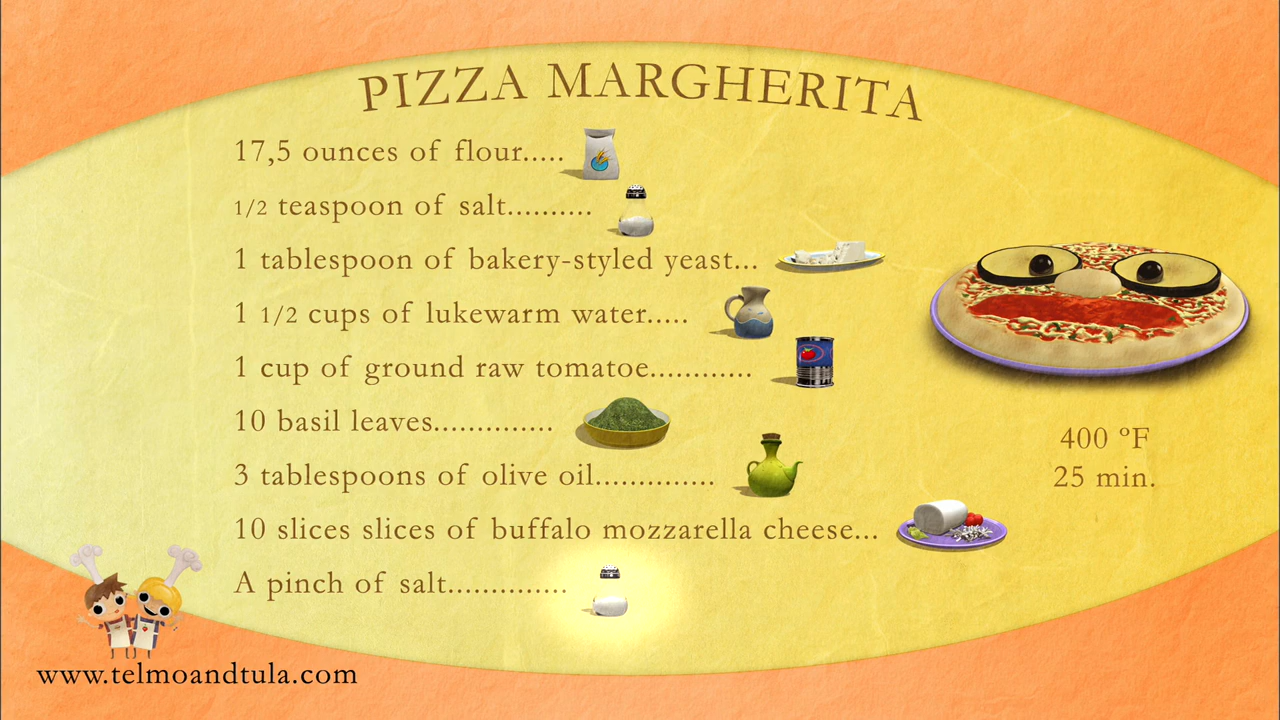 PIZZA MARGHERITA
17,5 ounces of flour.....
1/2 teaspoon of salt..........
1 tablespoon of bakery-styled yeast...
1 1/2 cups of lukewarm water.....
1 cup of ground raw tomatoe............
10 basil leaves.............
3 tablespoons of olive oil..............
10 slices slices of buffalo mozzarella cheese...
A pinch of salt..............
400 ºF
25 min.
www.telmoandtula.com